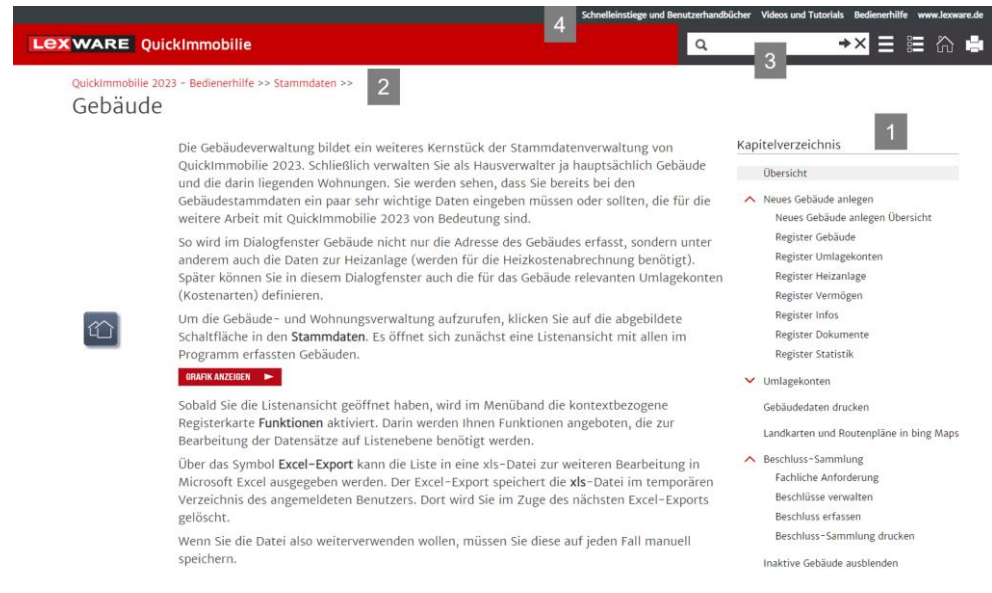 4
Schnelleinstiege und Benutzerhandbücher Videos und Tutorials Bedienerhilfe www.lexware.de
LEXWARE QuickImmobilie
3
QuickImmobilie 2023 - Bedienerhilfe >> Stammdaten >>
2
Gebäude
Die Gebäudeverwaltung bildet ein weiteres Kernstück der Stammdatenverwaltung von
QuickImmobilie 2023. Schließlich verwalten Sie als Hausverwalter ja hauptsächlich Gebäude
und die darin liegenden Wohnungen. Sie werden sehen, dass Sie bereits bei den
Gebäudestammdaten ein paar sehr wichtige Daten eingeben müssen oder sollten, die für die
weitere Arbeit mit QuickImmobilie 2023 von Bedeutung sind.
So wird im Dialogfenster Gebäude nicht nur die Adresse des Gebäudes erfasst, sondern unter
anderem auch die Daten zur Heizanlage (werden für die Heizkostenabrechnung benötigt).
Später können Sie in diesem Dialogfenster auch die für das Gebäude relevanten Umlagekonten
(Kostenarten) definieren.
Um die Gebäude- und Wohnungsverwaltung aufzurufen, klicken Sie auf die abgebildete
Schaltfläche in den Stammdaten. Es öffnet sich zunächst eine Listenansicht mit allen im
Programm erfassten Gebäuden.
GRAFIK ANZEIGEN
Sobald Sie die Listenansicht geöffnet haben, wird im Menüband die kontextbezogene
Registerkarte Funktionen aktiviert. Darin werden Ihnen Funktionen angeboten, die zur
Bearbeitung der Datensätze auf Listenebene benötigt werden.
Über das Symbol Excel-Export kann die Liste in eine xls-Datei zur weiteren Bearbeitung in
Microsoft Excel ausgegeben werden. Der Excel-Export speichert die xls-Datei im temporären
Verzeichnis des angemeldeten Benutzers. Dort wird Sie im Zuge des nächsten Excel-Exports
gelöscht.
Wenn Sie die Datei also weiterverwenden wollen, müssen Sie diese auf jeden Fall manuell
speichern.
1
Kapitelverzeichnis
Übersicht
Neues Gebäude anlegen
Neues Gebäude anlegen Übersicht
Register Gebäude
Register Umlagekonten
Register Heizanlage
Register Vermögen
Register Infos
Register Dokumente
Register Statistik
Umlagekonten
Gebäudedaten drucken
Landkarten und Routenpläne in bing Maps
Beschluss-Sammlung
Fachliche Anforderung
Beschlüsse verwalten
Beschluss erfassen
Beschluss-Sammlung drucken
Inaktive Gebäude ausblenden